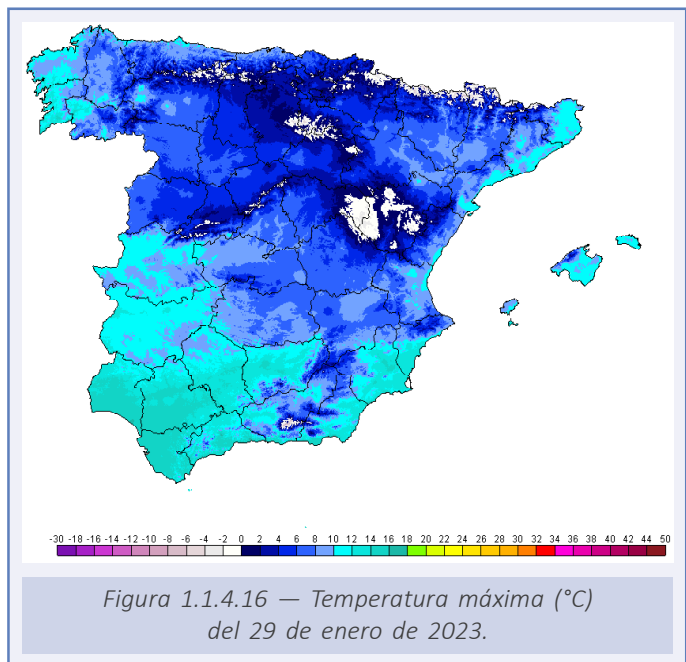 -30 -18 -16 -14 -12 -10 -8 -6 -4 -2 0 2 4 6 8 10 12 14 16 18 20 22 24 26 28 30 32 34 36 38 40 42 44 50
Figura 1.1.4.16 — Temperatura máxima (°C)
del 29 de enero de 2023.